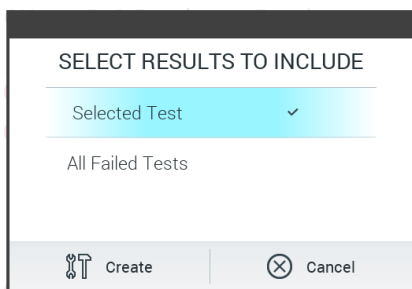 SELECT RESULTS TO INCLUDE
Selected Test
All Failed Tests
Create
Cancel